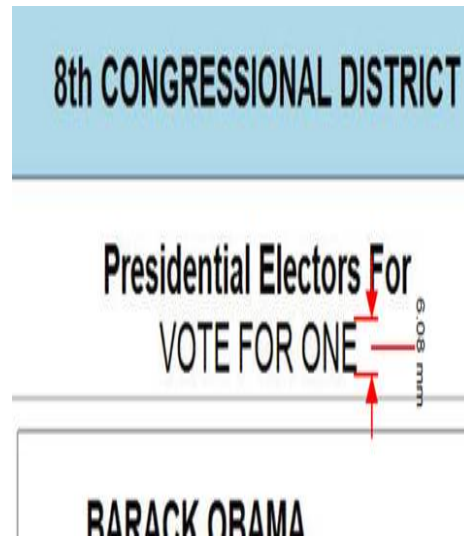 8th CONGRESSIONAL DISTRICT
Presidential Electors For
VOTE FOR ONE
6.08 mm
BARACK OBAMA